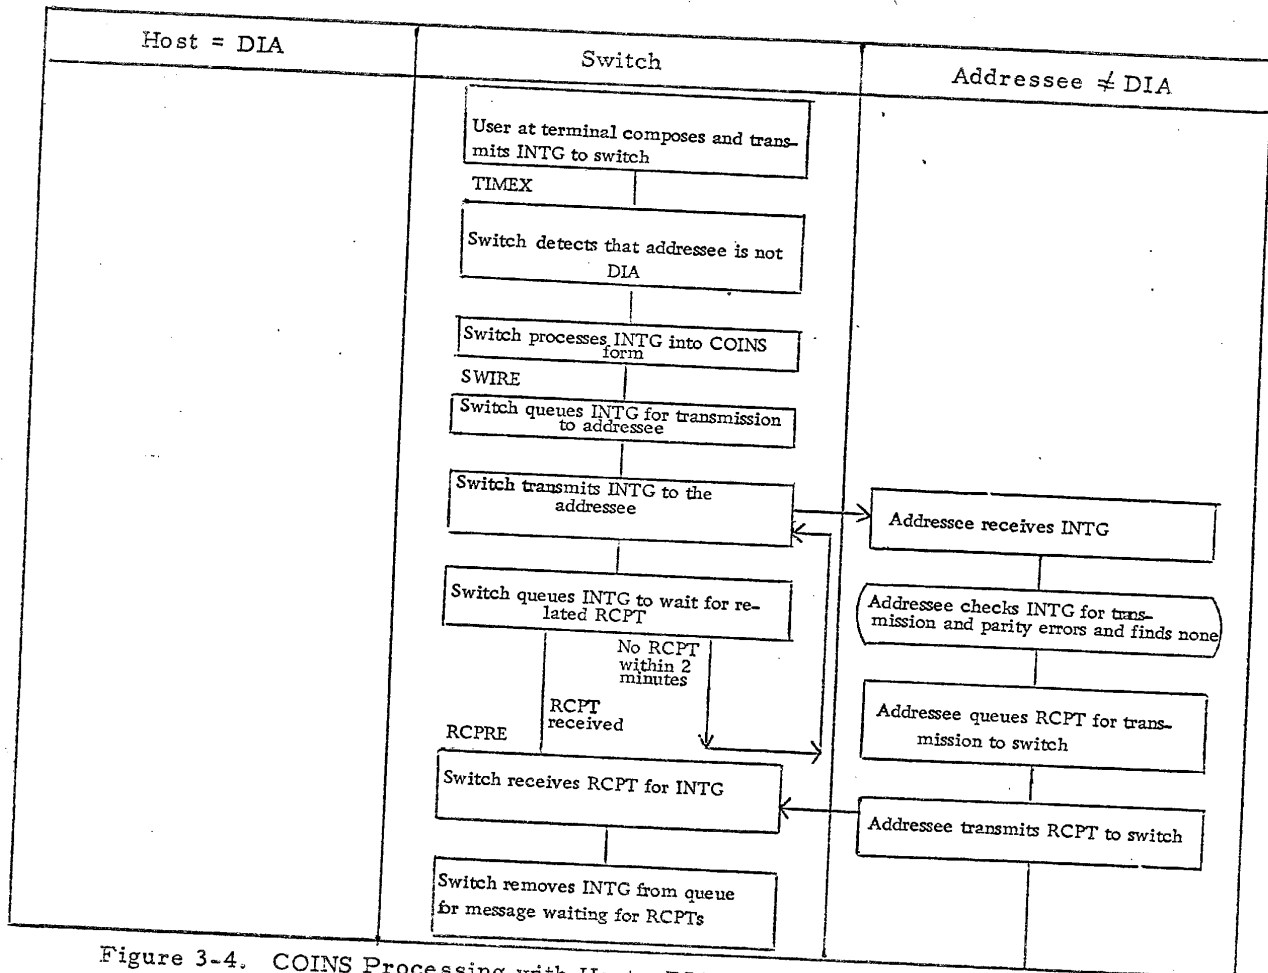 Host = DIA
Switch
Addressee ≠ DIA
User at terminal composes and trans-
mits INTG to switch
TIMEX
Switch detects that addressee is not
DIA
Switch processes INTG into COINS
form
SWIRE
Switch queues INTG for transmission
to addressee
Switch transmits INTG to the
addressee
Switch queues INTG to wait for re-
lated RCPT
No RCPT
within 2
minutes
RCPT
received
RCPRE
Switch receives RCPT for INTG
Switch removes INTG from queue
for message waiting for RCPTs
Addressee receives INTG
Addressee checks INTG for trans-
mission and parity errors and finds none
Addressee queues RCPT for trans-
mission to switch
Addressee transmits RCPT to switch
Figure 3-4. COINS Processing with